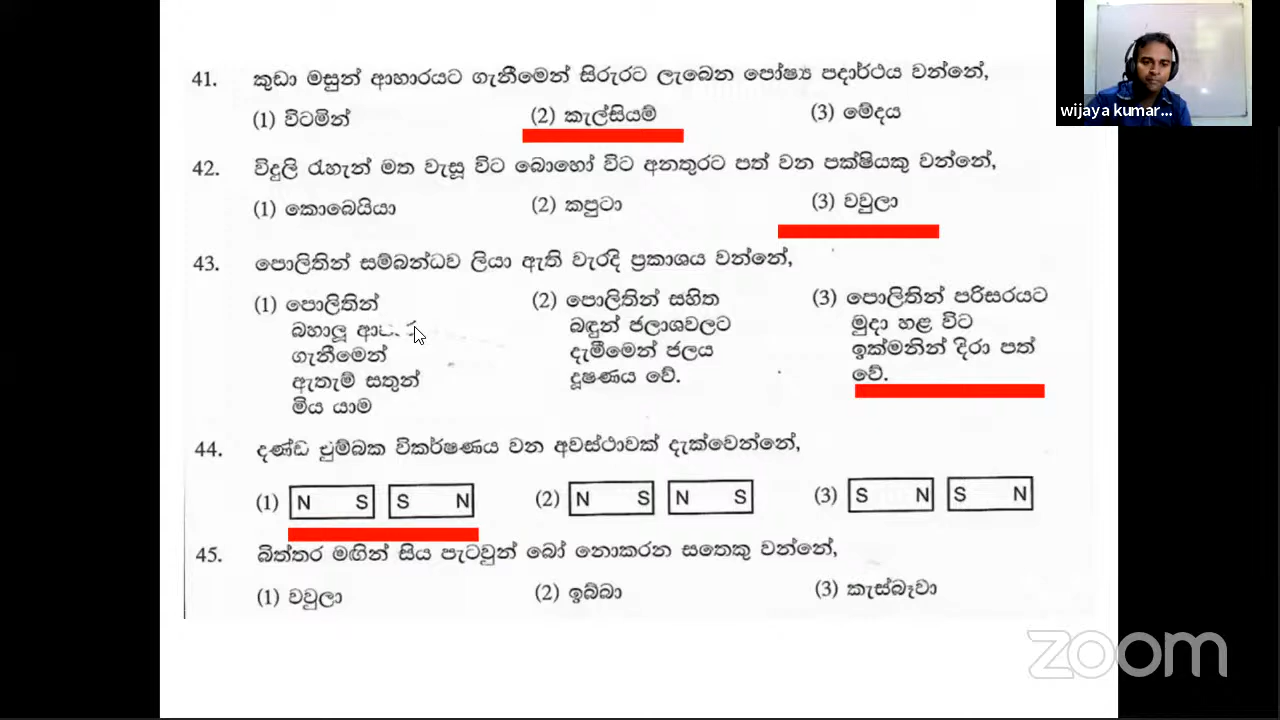 wijaya kumar...
41. කුඩා මසුන් ආහාරයට ගැනීමෙන් සිරුරට ලැබෙන පෝෂ්‍ය පදාර්ථය වන්නේ,
(1) විටමින් (2) කැල්සියම් (3) මේදය
42. විදුලි රැහැන් මත වැසූ විට බොහෝ විට අනතුරට පත් වන පක්ෂියකු වන්නේ,
(1) කොබෙයියා (2) කපුටා (3) වවුලා
43. පොලිතින් සම්බන්ධව ලියා ඇති වැරදි ප්‍රකාශය වන්නේ,
(1) පොලිතින් (2) පොලිතින් සහිත (3) පොලිතින් පරිසරයට
බහාලූ බඳුන් ජලාශවලට මුදා හළ විට
ගැනීමෙන් දැමීමෙන් ජලය ඉක්මනින් දිරා පත්
ඇතැම් සතුන් දූෂණය වේ. වේ.
මිය යාම
44. දණ්ඩ චුම්බක විකර්ෂණය වන අවස්ථාවක් දැක්වෙන්නේ,
(1) N S S N (2) N S N S (3) S N S N
45. බිත්තර මඟින් සිය පැටවුන් බෝ නොකරන සතෙකු වන්නේ,
(1) වවුලා (2) ඉබ්බා (3) කැස්බෑවා
zoom